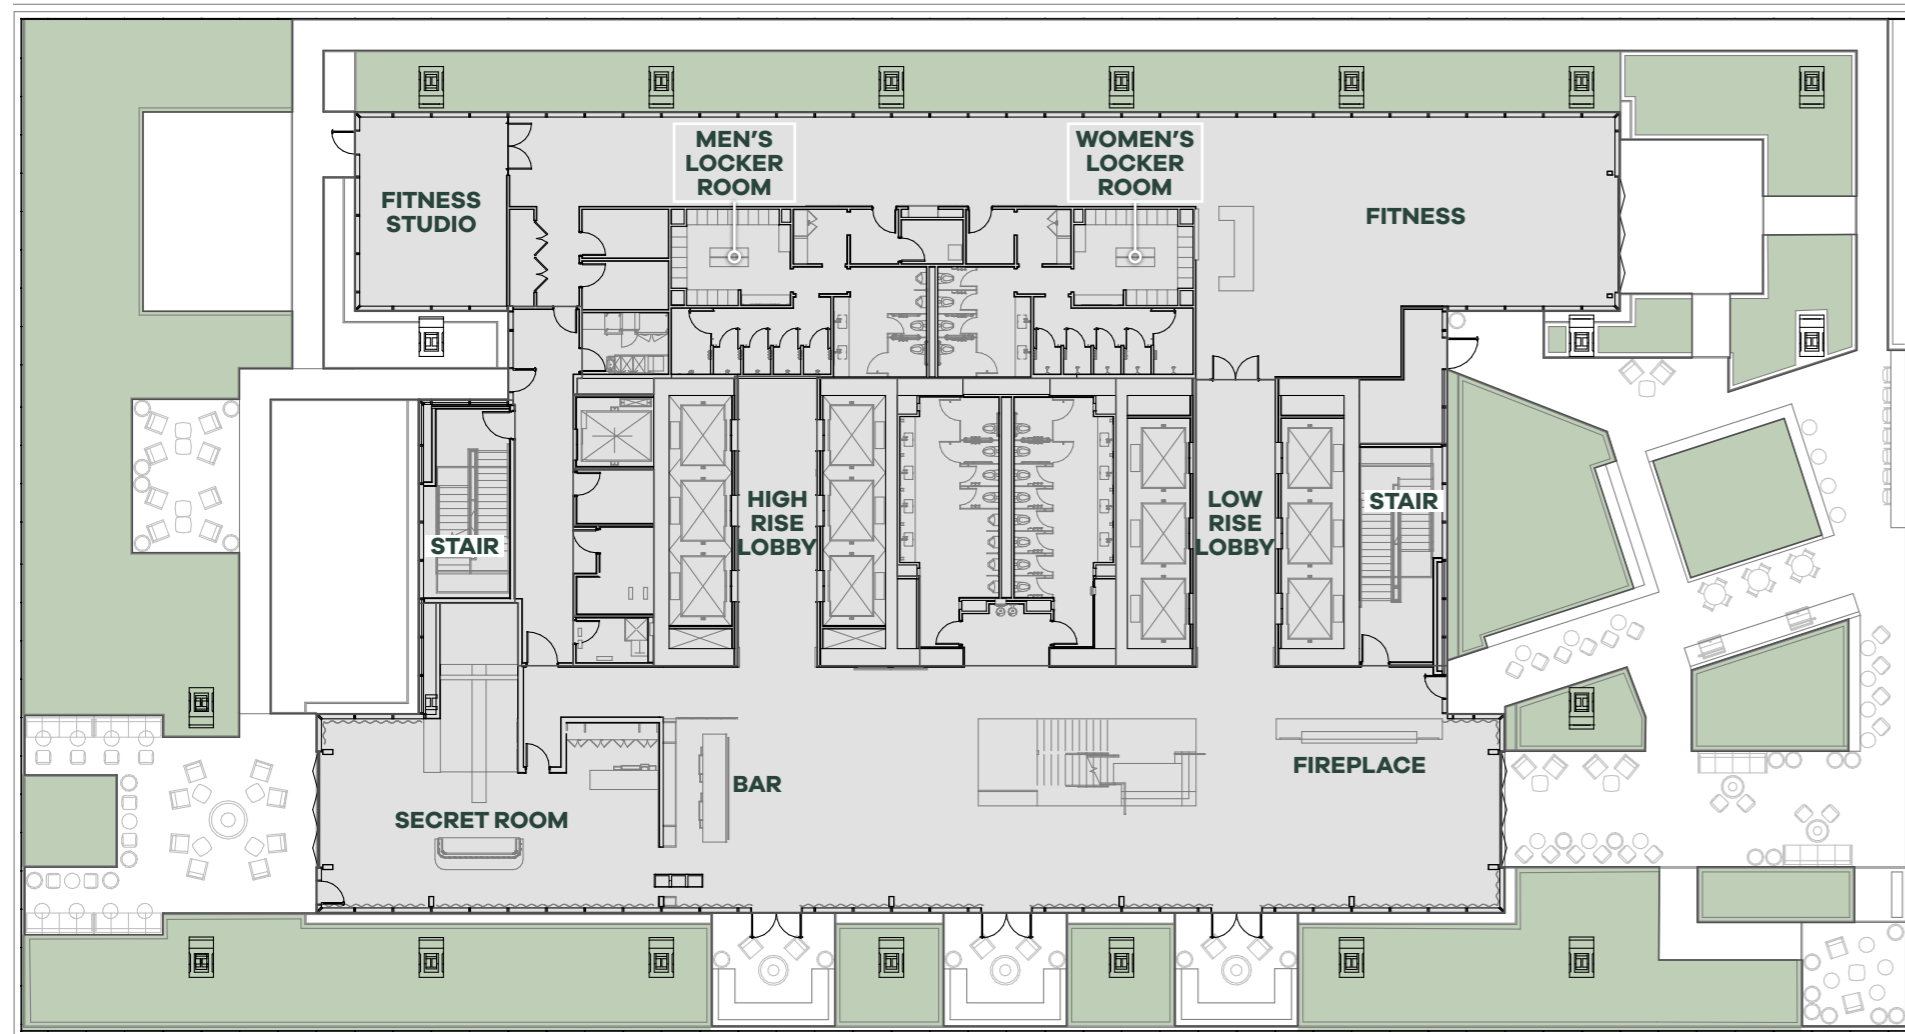 MEN'S
LOCKER
ROOM
WOMEN'S
LOCKER
ROOM
FITNESS
STUDIO
FITNESS
HIGH
RISE
LOBBY
LOW
RISE
LOBBY
STAIR
STAIR
FIREPLACE
BAR
SECRET ROOM